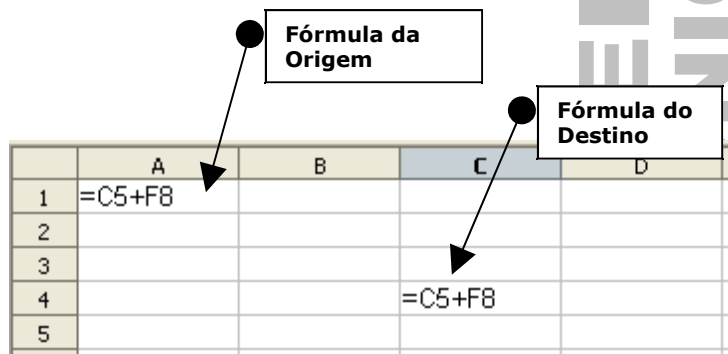 Fórmula da
Origem
Fórmula do
Destino
A B C D
1 =C5+F8
2
3
4 =C5+F8
5